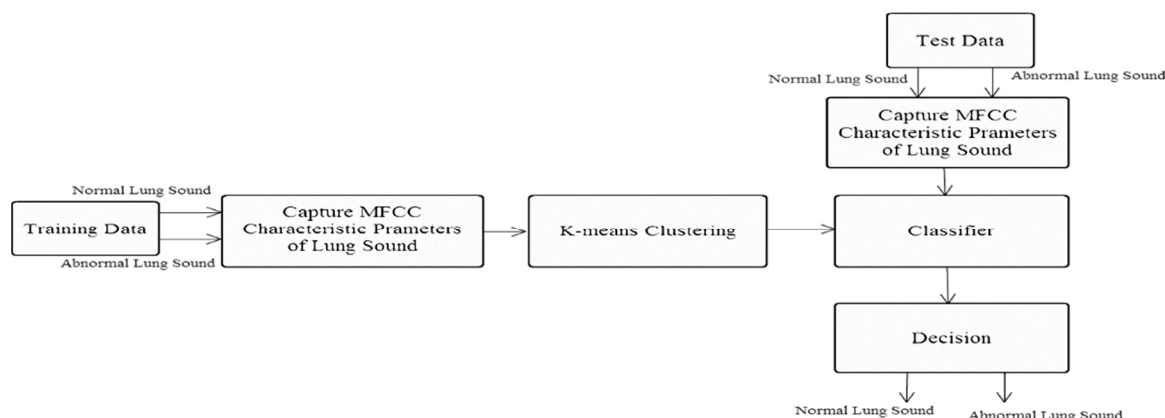 Test Data
Normal Lung Sound
Abnormal Lung Sound
Capture MFCC
Characteristic Prameters
of Lung Sound
Normal Lung Sound
Training Data
Abnormal Lung Sound
Capture MFCC
Characteristic Prameters
of Lung Sound
K-means Clustering
Classifier
Decision
Normal Lung Sound
Abnormal Lung Sound